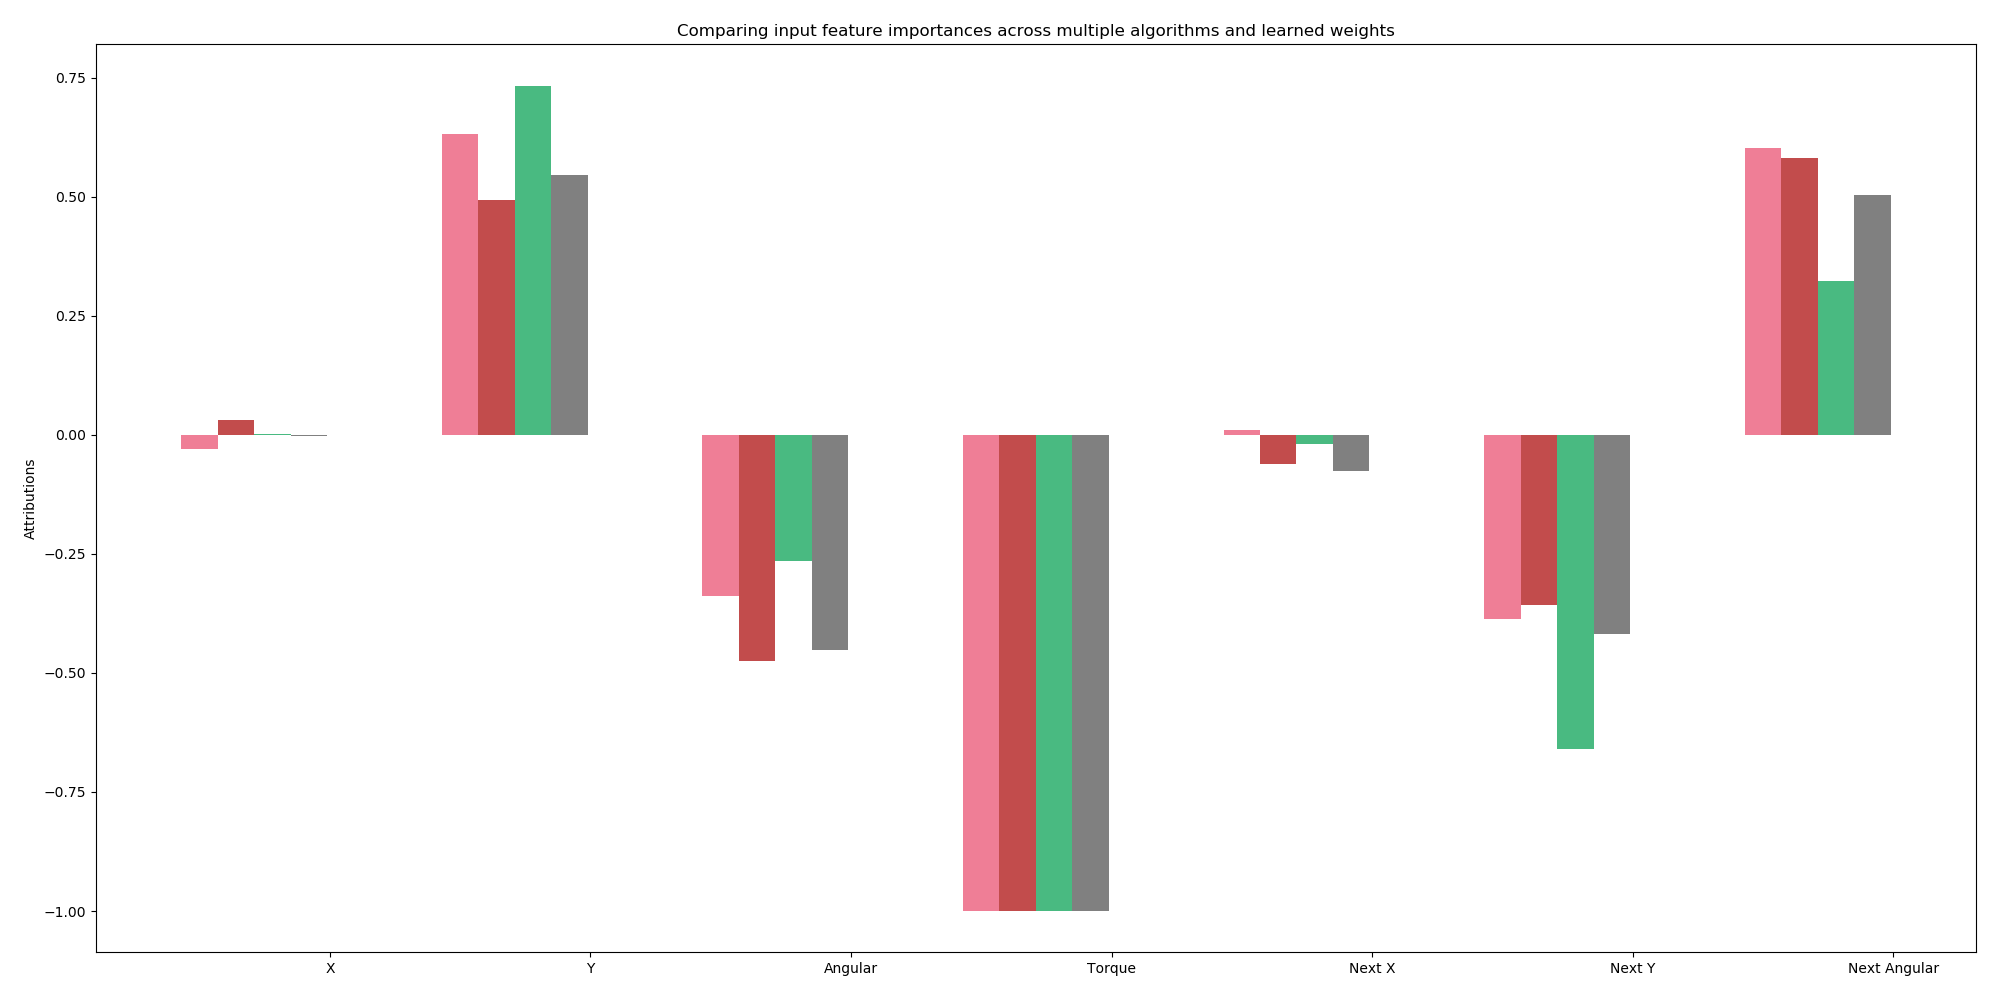 Comparing input feature importances across multiple algorithms and learned weights
0.75
0.50
0.25
0.00
−0.25
−0.50
−0.75
−1.00
Attributions
X
Y
Angular
Torque
Next X
Next Y
Next Angular